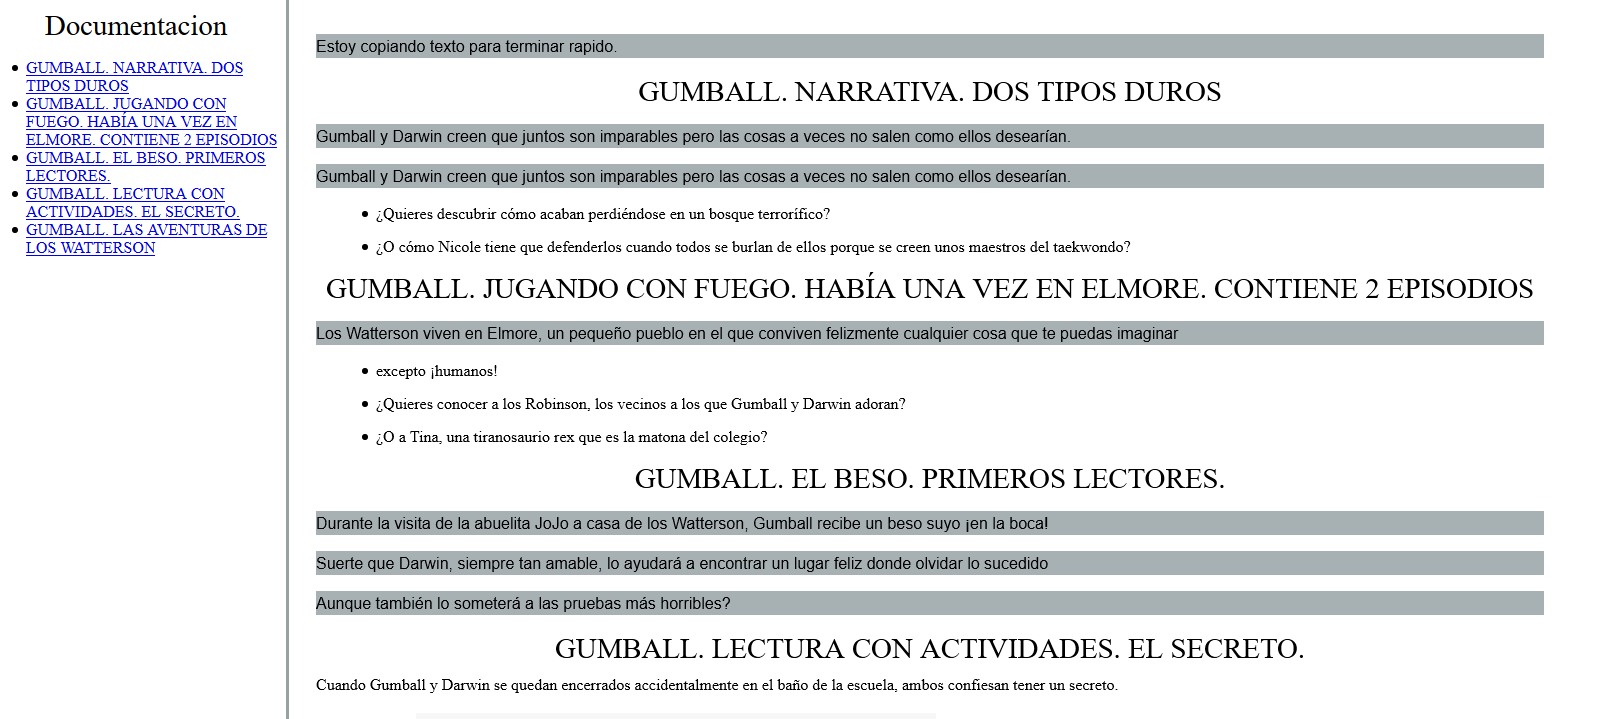 Documentacion
GUMBALL. NARRATIVA. DOS
TIPOS DUROS
GUMBALL. JUGANDO CON
FUEGO. HABÍA UNA VEZ EN
ELMORE. CONTIENE 2 EPISODIOS
GUMBALL. EL BESO. PRIMEROS
LECTORES.
GUMBALL. LECTURA CON
ACTIVIDADES. EL SECRETO.
GUMBALL. LAS AVENTURAS DE
LOS WATTERSON
Estoy copiando texto para terminar rapido.
GUMBALL. NARRATIVA. DOS TIPOS DUROS
Gumball y Darwin creen que juntos son imparables pero las cosas a veces no salen como ellos desearían.
Gumball y Darwin creen que juntos son imparables pero las cosas a veces no salen como ellos desearían.
¿Quieres descubrir cómo acaban perdiéndose en un bosque terrorífico?
¿O cómo Nicole tiene que defenderlos cuando todos se burlan de ellos porque se creen unos maestros del taekwondo?
GUMBALL. JUGANDO CON FUEGO. HABÍA UNA VEZ EN ELMORE. CONTIENE 2 EPISODIOS
Los Watterson viven en Elmore, un pequeño pueblo en el que conviven felizmente cualquier cosa que te puedas imaginar
excepto ¡humanos!
¿Quieres conocer a los Robinson, los vecinos a los que Gumball y Darwin adoran?
¿O a Tina, una tiranosaurio rex que es la matona del colegio?
GUMBALL. EL BESO. PRIMEROS LECTORES.
Durante la visita de la abuelita JoJo a casa de los Watterson, Gumball recibe un beso suyo ¡en la boca!
Suerte que Darwin, siempre tan amable, lo ayudará a encontrar un lugar feliz donde olvidar lo sucedido
Aunque también lo someterá a las pruebas más horribles?
GUMBALL. LECTURA CON ACTIVIDADES. EL SECRETO.
Cuando Gumball y Darwin se quedan encerrados accidentalmente en el baño de la escuela, ambos confiesan tener un secreto.